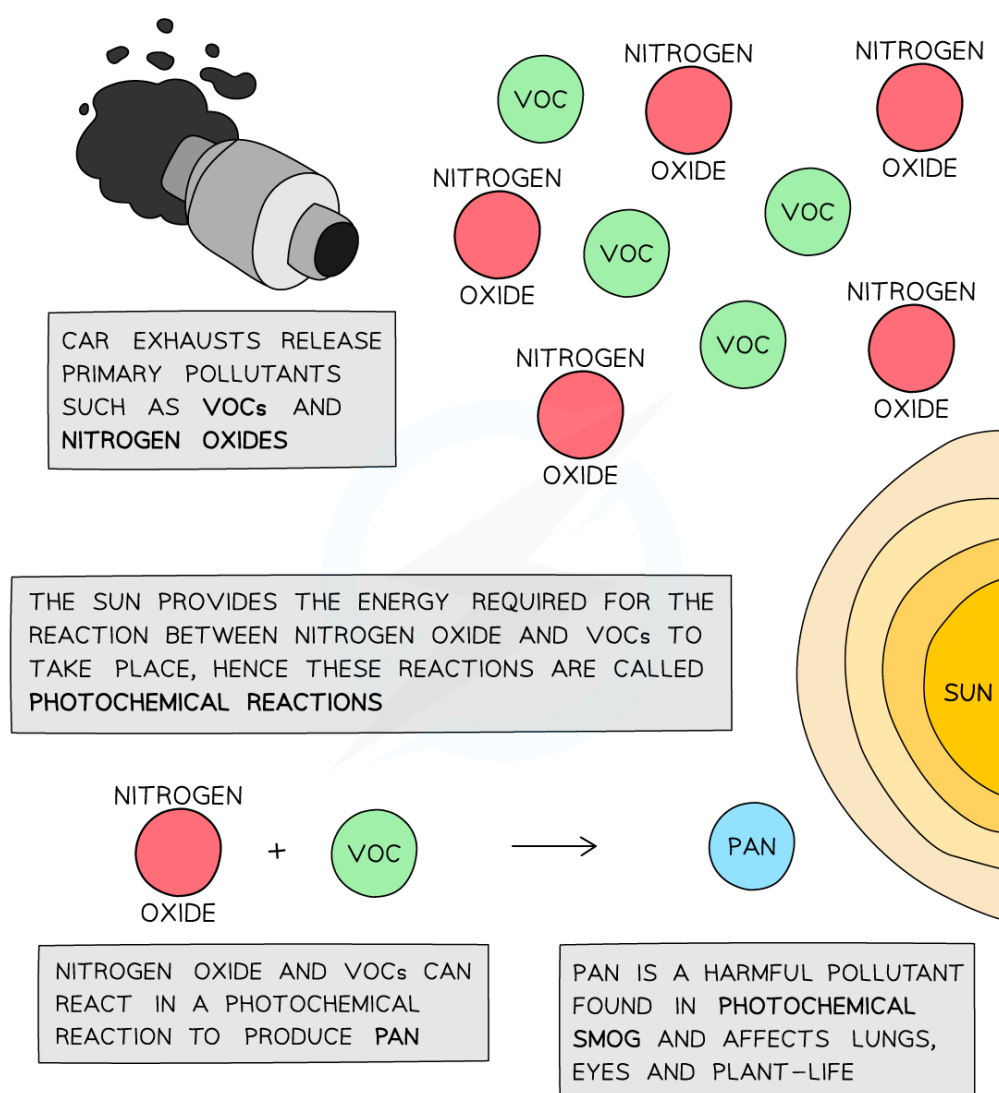 VOC
NITROGEN
OXIDE
NITROGEN
OXIDE
NITROGEN
OXIDE
VOC
VOC
NITROGEN
OXIDE
VOC
NITROGEN
OXIDE
CAR EXHAUSTS RELEASE
PRIMARY POLLUTANTS
SUCH AS VOCs AND
NITROGEN OXIDES
THE SUN PROVIDES THE ENERGY REQUIRED FOR THE
REACTION BETWEEN NITROGEN OXIDE AND VOCs TO
TAKE PLACE, HENCE THESE REACTIONS ARE CALLED
PHOTOCHEMICAL REACTIONS
SUN
NITROGEN
OXIDE
+
VOC
PAN
NITROGEN OXIDE AND VOCs CAN
REACT IN A PHOTOCHEMICAL
REACTION TO PRODUCE PAN
PAN IS A HARMFUL POLLUTANT
FOUND IN PHOTOCHEMICAL
SMOG AND AFFECTS LUNGS,
EYES AND PLANT-LIFE